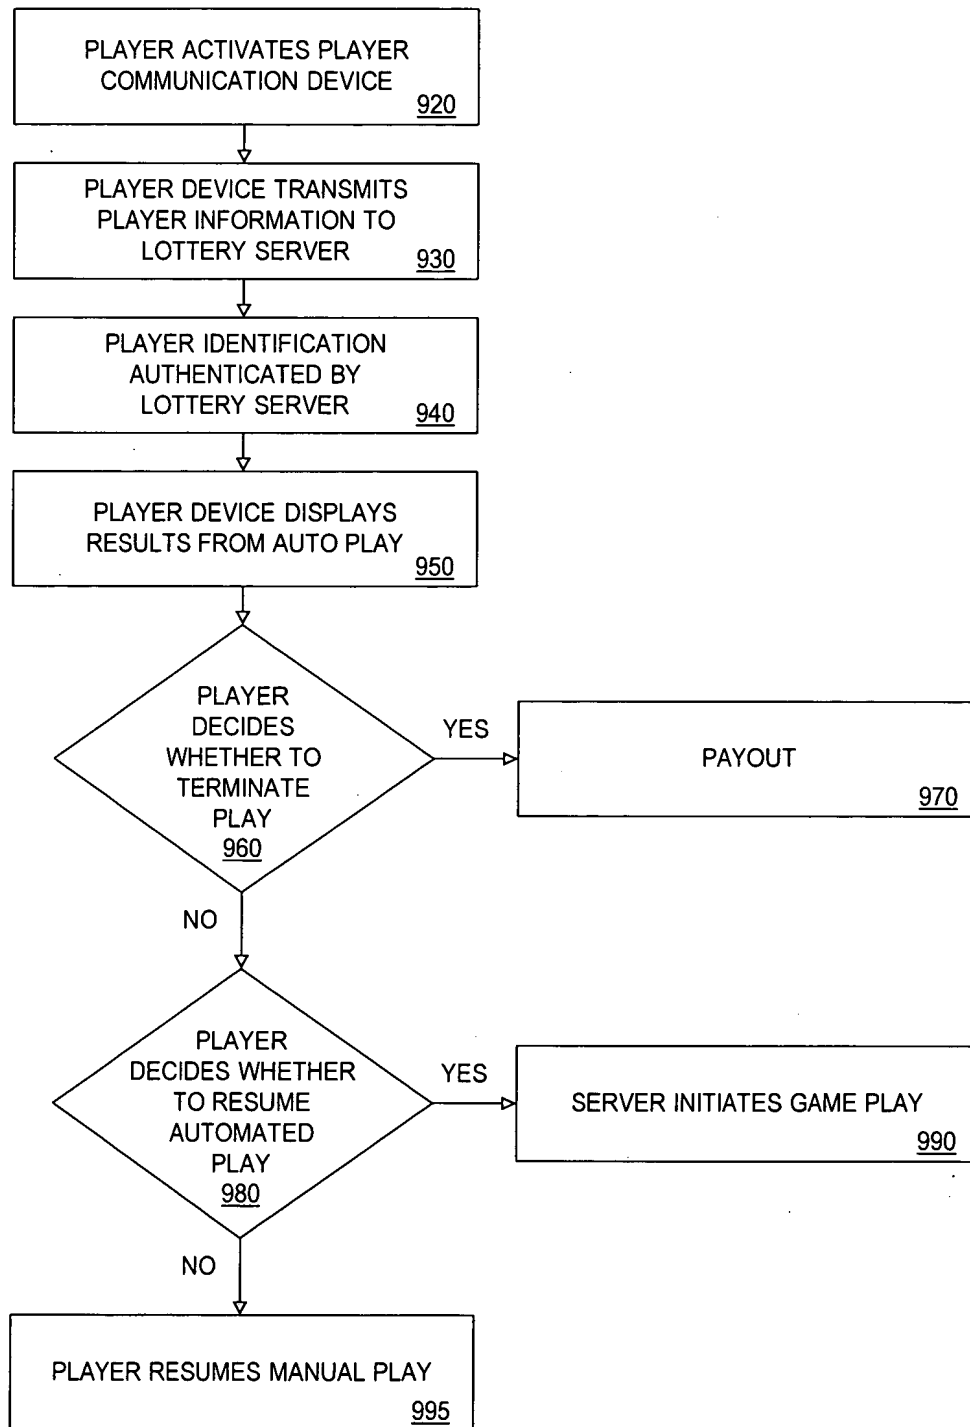 PLAYER ACTIVATES PLAYER
COMMUNICATION DEVICE
920
PLAYER DEVICE TRANSMITS
PLAYER INFORMATION TO
LOTTERY SERVER
930
PLAYER IDENTIFICATION
AUTHENTICATED BY
LOTTERY SERVER
940
PLAYER DEVICE DISPLAYS
RESULTS FROM AUTO PLAY
950
PLAYER
DECIDES
WHETHER TO
TERMINATE
PLAY
960
YES
PAYOUT
970
NO
PLAYER
DECIDES WHETHER
TO RESUME
AUTOMATED
PLAY
980
YES
SERVER INITIATES GAME PLAY
990
NO
PLAYER RESUMES MANUAL PLAY
995